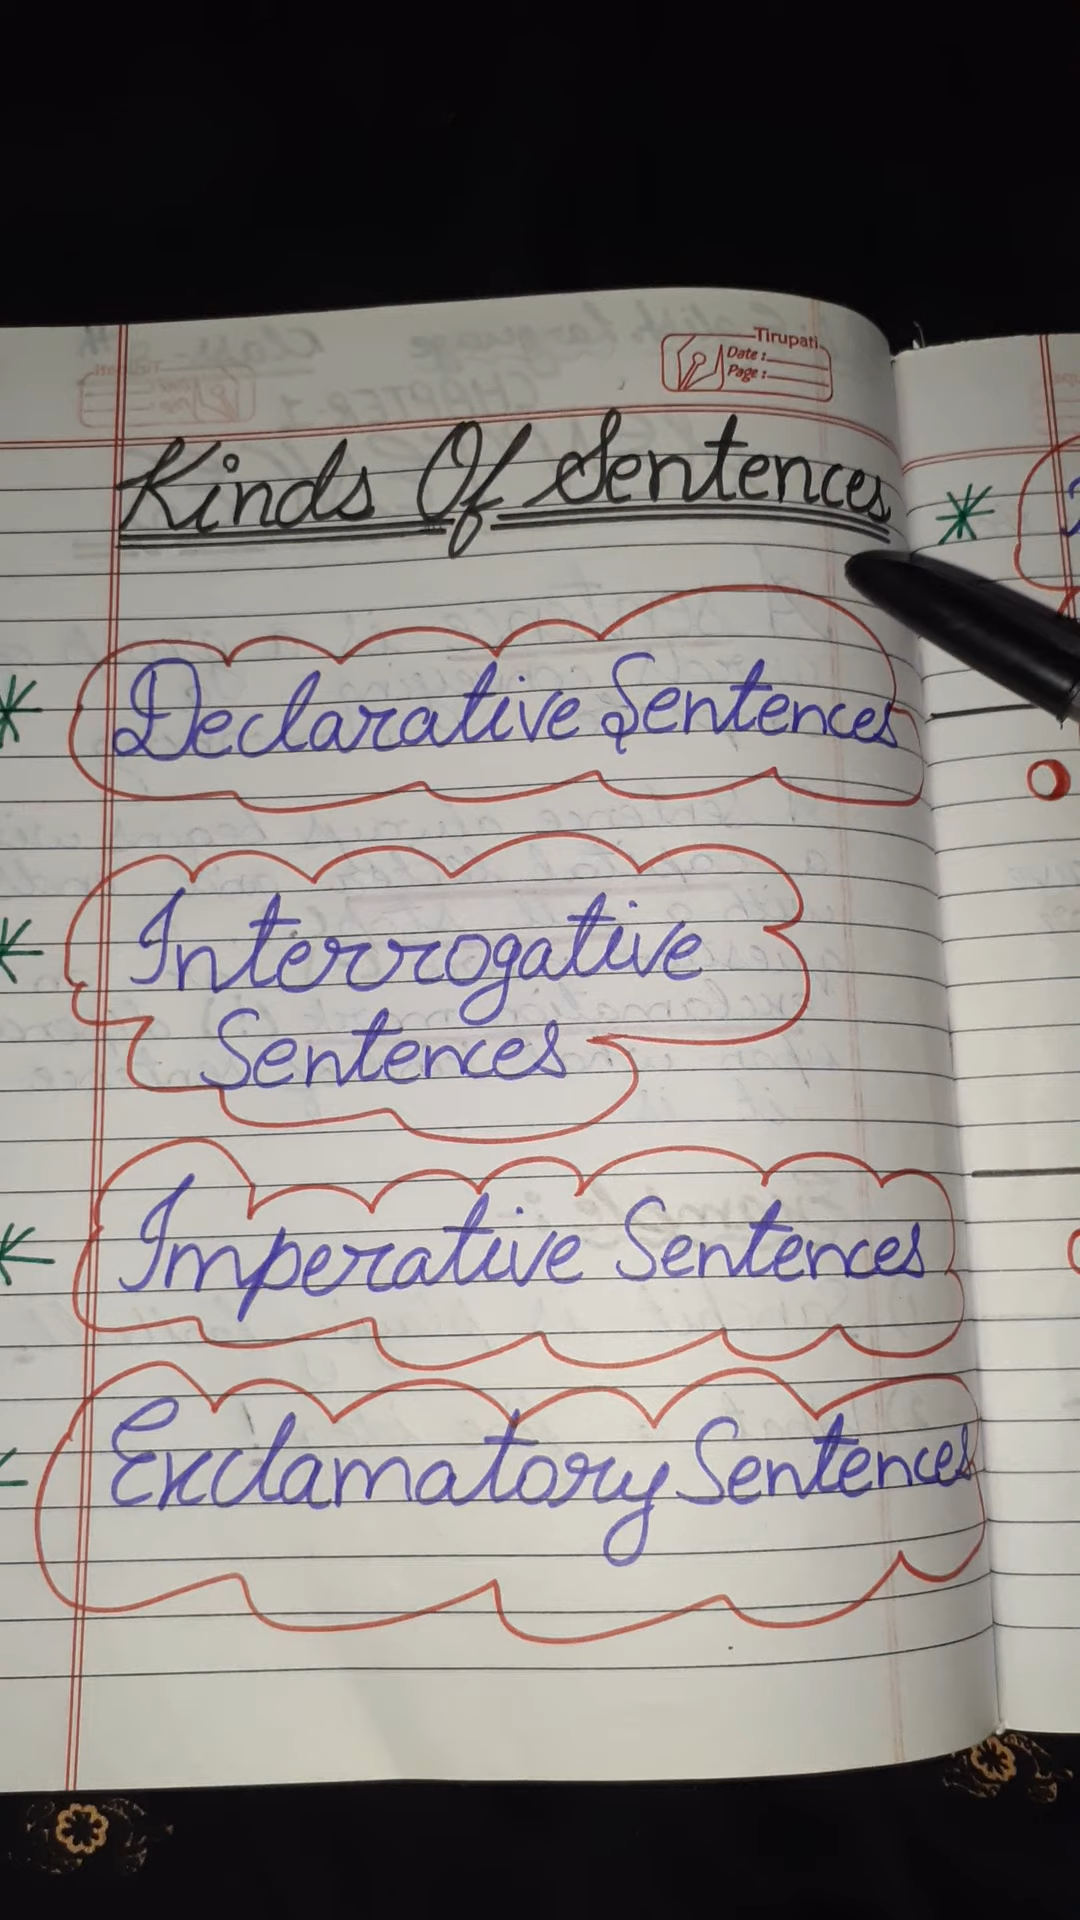 Tirupati
Date :
Page :
Kinds Of Sentences
Declarative Sentences
Interrogative
Sentences
Imperative Sentences
Exclamatory Sentences